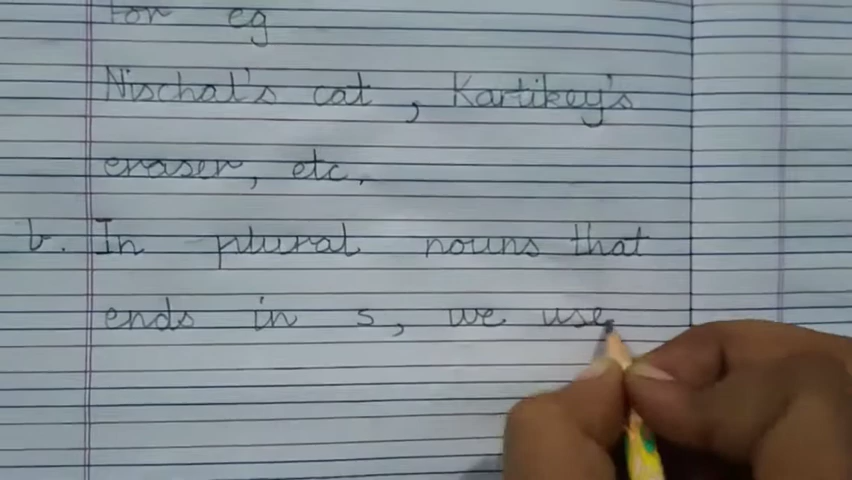 For eg
Nischal's cat, Kartikey's
eraser, etc.
b. In plural nouns that
ends in s, we use